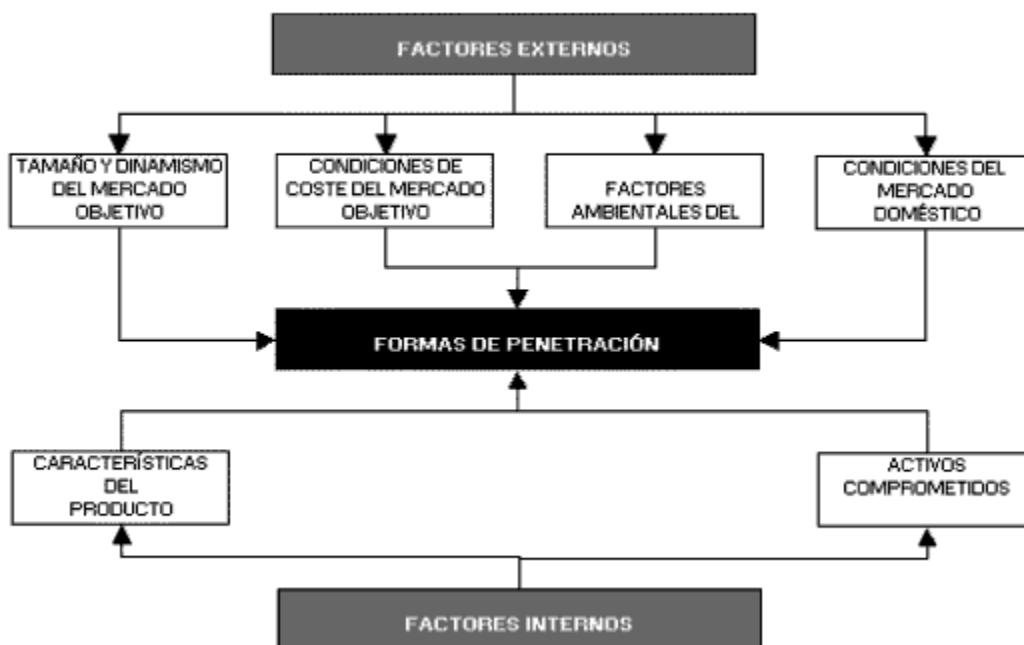 FACTORES EXTERNOS
TAMAÑO Y DINAMISMO
DEL MERCADO
OBJETIVO
CONDICIONES DE
COSTE DEL MERCADO
OBJETIVO
FACTORES
AMBIENTALES DEL
CONDICIONES DEL
MERCADO
DOMÉSTICO
FORMAS DE PENETRACIÓN
CARACTERÍSTICAS
DEL
PRODUCTO
ACTIVOS
COMPROMETIDOS
FACTORES INTERNOS